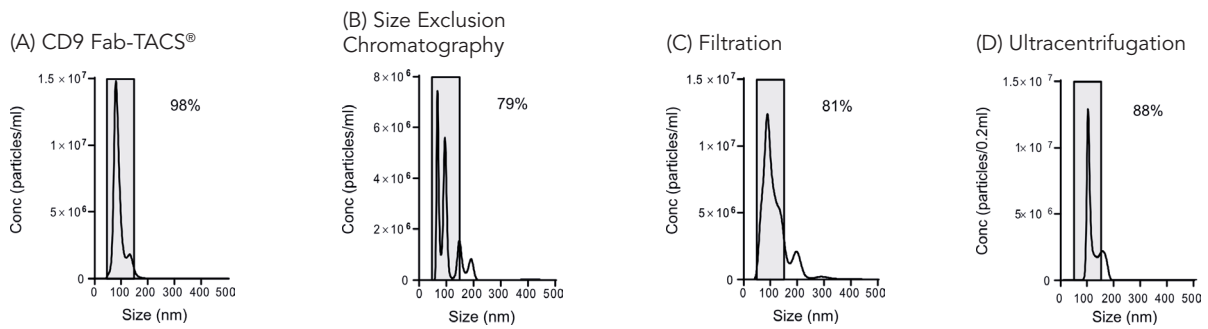 (A) CD9 Fab-TACS®
1.5 × 10⁷
1 × 10⁷
5 × 10⁶
0
98%
Conc (particles/ml)
0 100 200 300 400 500
Size (nm)
(B) Size Exclusion
Chromatography
8 × 10⁶
6 × 10⁶
4 × 10⁶
2 × 10⁶
0
79%
Conc (particles/ml)
0 100 200 300 400 500
Size (nm)
(C) Filtration
1.5 × 10⁷
1 × 10⁷
5 × 10⁶
0
81%
Conc (particles/ml)
0 100 200 300 400 500
Size (nm)
(D) Ultracentrifugation
1.5 × 10⁷
1 × 10⁷
5 × 10⁶
0
88%
Conc (particles/0.2ml)
0 100 200 300 400 500
Size (nm)